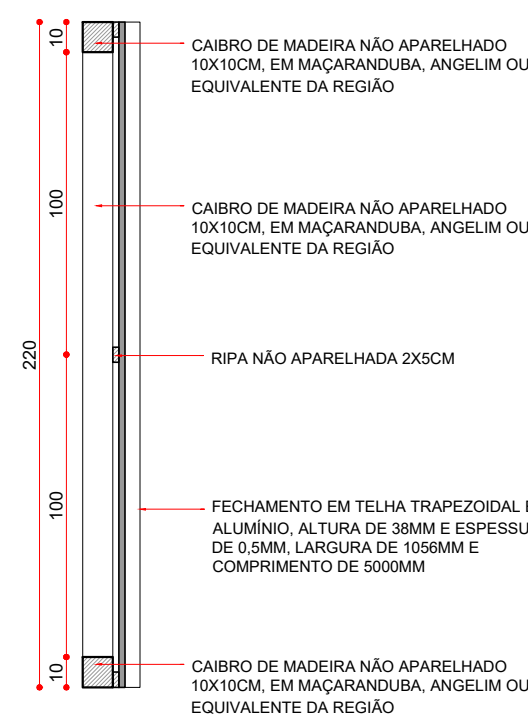 10
CAIBRO DE MADEIRA NÃO APARELHADO
10X10CM, EM MAÇARANDUBA, ANGELIM OU
EQUIVALENTE DA REGIÃO
100
CAIBRO DE MADEIRA NÃO APARELHADO
10X10CM, EM MAÇARANDUBA, ANGELIM OU
EQUIVALENTE DA REGIÃO
220
RIPA NÃO APARELHADA 2X5CM
100
FECHAMENTO EM TELHA TRAPEZOIDAL
ALUMÍNIO, ALTURA DE 38MM E
DE 0,5MM, LARGURA DE 1056MM E
COMPRIMENTO DE 5000MM
10
CAIBRO DE MADEIRA NÃO APARELHADO
10X10CM, EM MAÇARANDUBA, ANGELIM OU
EQUIVALENTE DA REGIÃO